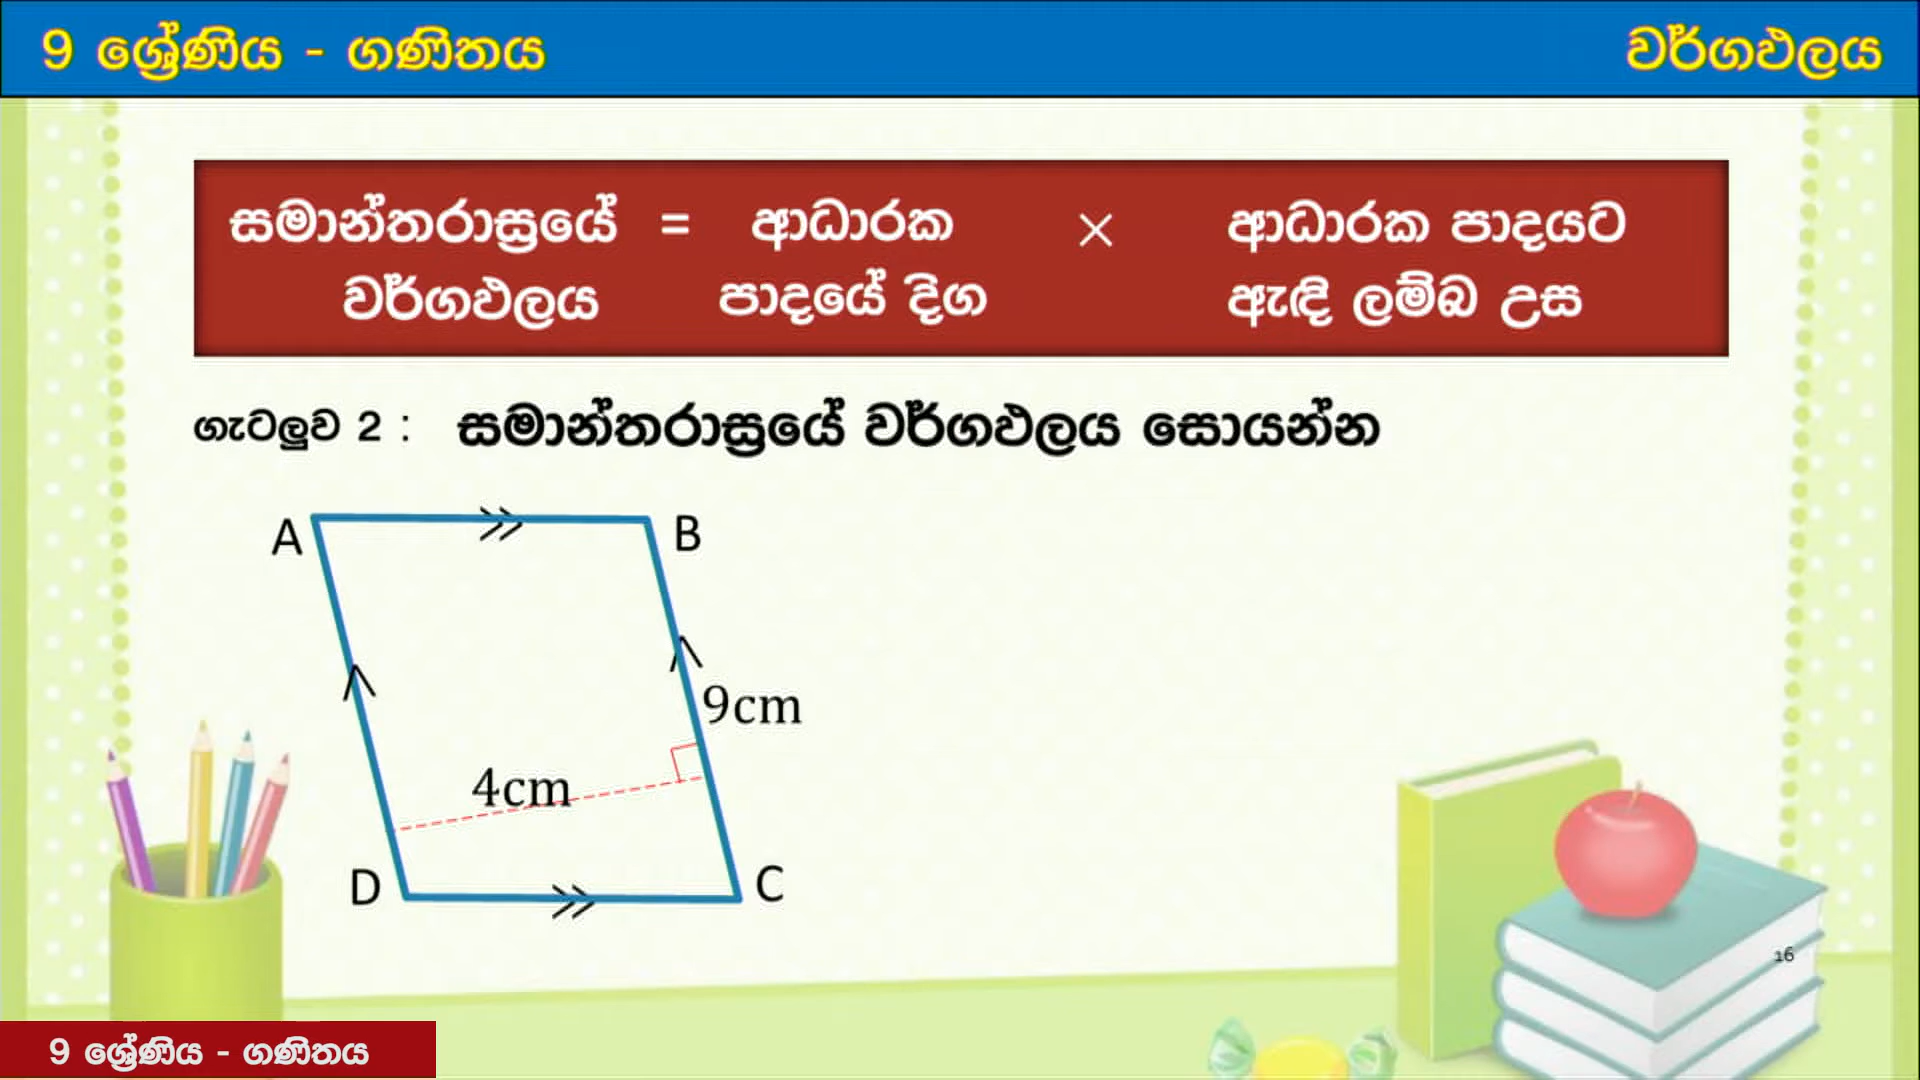 9 ශ්‍රේණිය - ගණිතය
වර්ගඵලය
සමාන්තරාස්‍රයේ = ආධාරක × ආධාරක පාදයට
වර්ගඵලය පාදයේ දිග ඇඳි ලම්බ උස
ගැටලුව 2 : සමාන්තරාස්‍රයේ වර්ගඵලය සොයන්න
A
B
9cm
4cm
D
C
16
9 ශ්‍රේණිය - ගණිතය